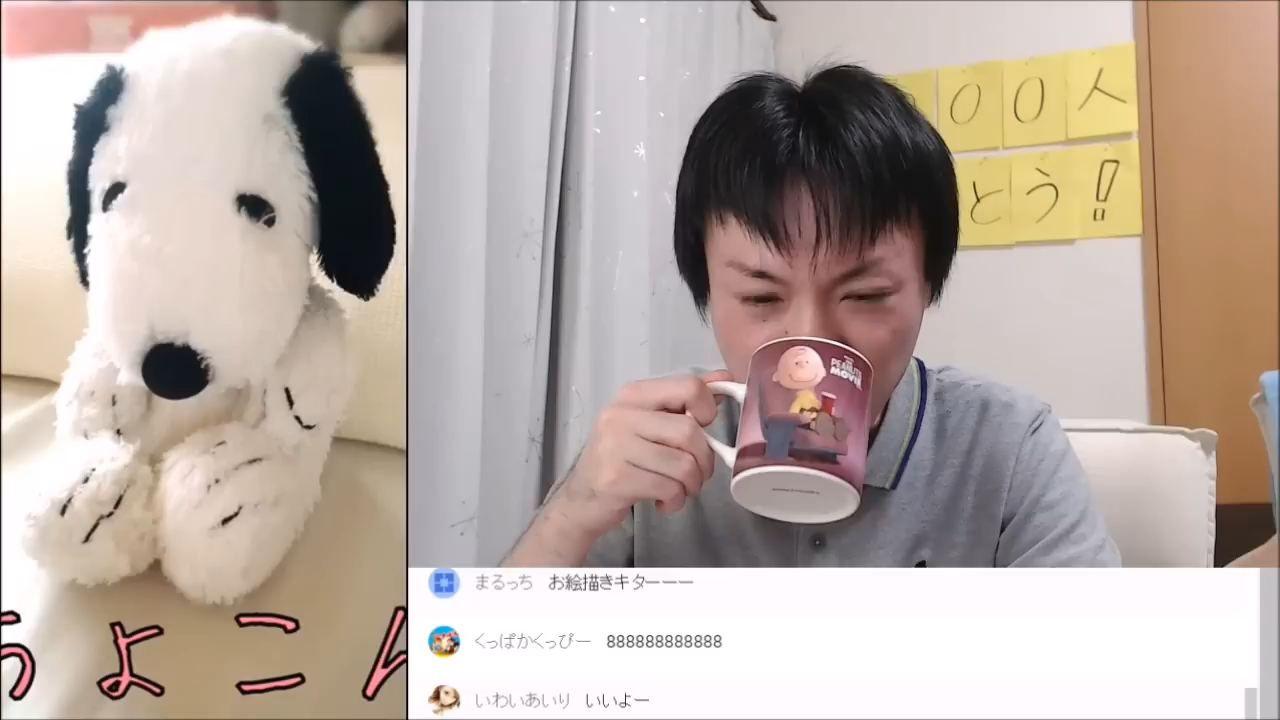 ００人
とう！
THE
PEANUTS
MOVIE
ちょこん
まるっち お絵描きキターーー
くっぱかくっぴー 888888888888
いわいあいり いいよー